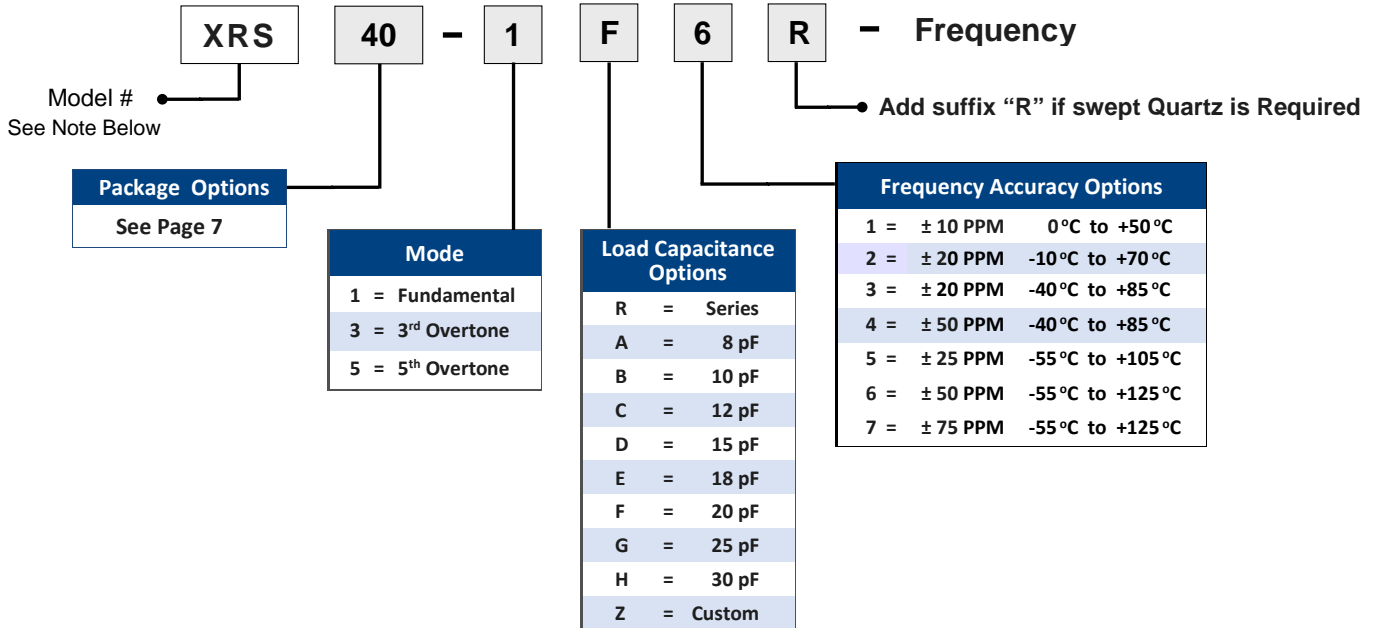 XRS 40 – 1 F 6 R – Frequency
Model #
See Note Below
Add suffix “R” if swept Quartz is Required
Package Options
See Page 7
Mode
1 = Fundamental
3 = 3rd Overtone
5 = 5th Overtone
Load Capacitance
Options
R = Series
A = 8 pF
B = 10 pF
C = 12 pF
D = 15 pF
E = 18 pF
F = 20 pF
G = 25 pF
H = 30 pF
Z = Custom
Frequency Accuracy Options
1 = ± 10 PPM 0°C to +50°C
2 = ± 20 PPM -10°C to +70°C
3 = ± 20 PPM -40°C to +85°C
4 = ± 50 PPM -40°C to +85°C
5 = ± 25 PPM -55°C to +105°C
6 = ± 50 PPM -55°C to +125°C
7 = ± 75 PPM -55°C to +125°C